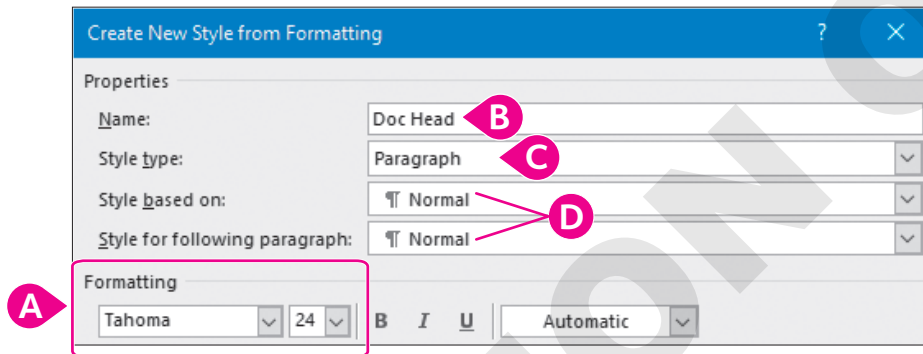 Create New Style from Formatting ?
Properties
Name: Doc Head B
Style type: Paragraph C
Style based on: ¶ Normal
D
Style for following paragraph: ¶ Normal
Formatting
A
Tahoma 24 B I U Automatic